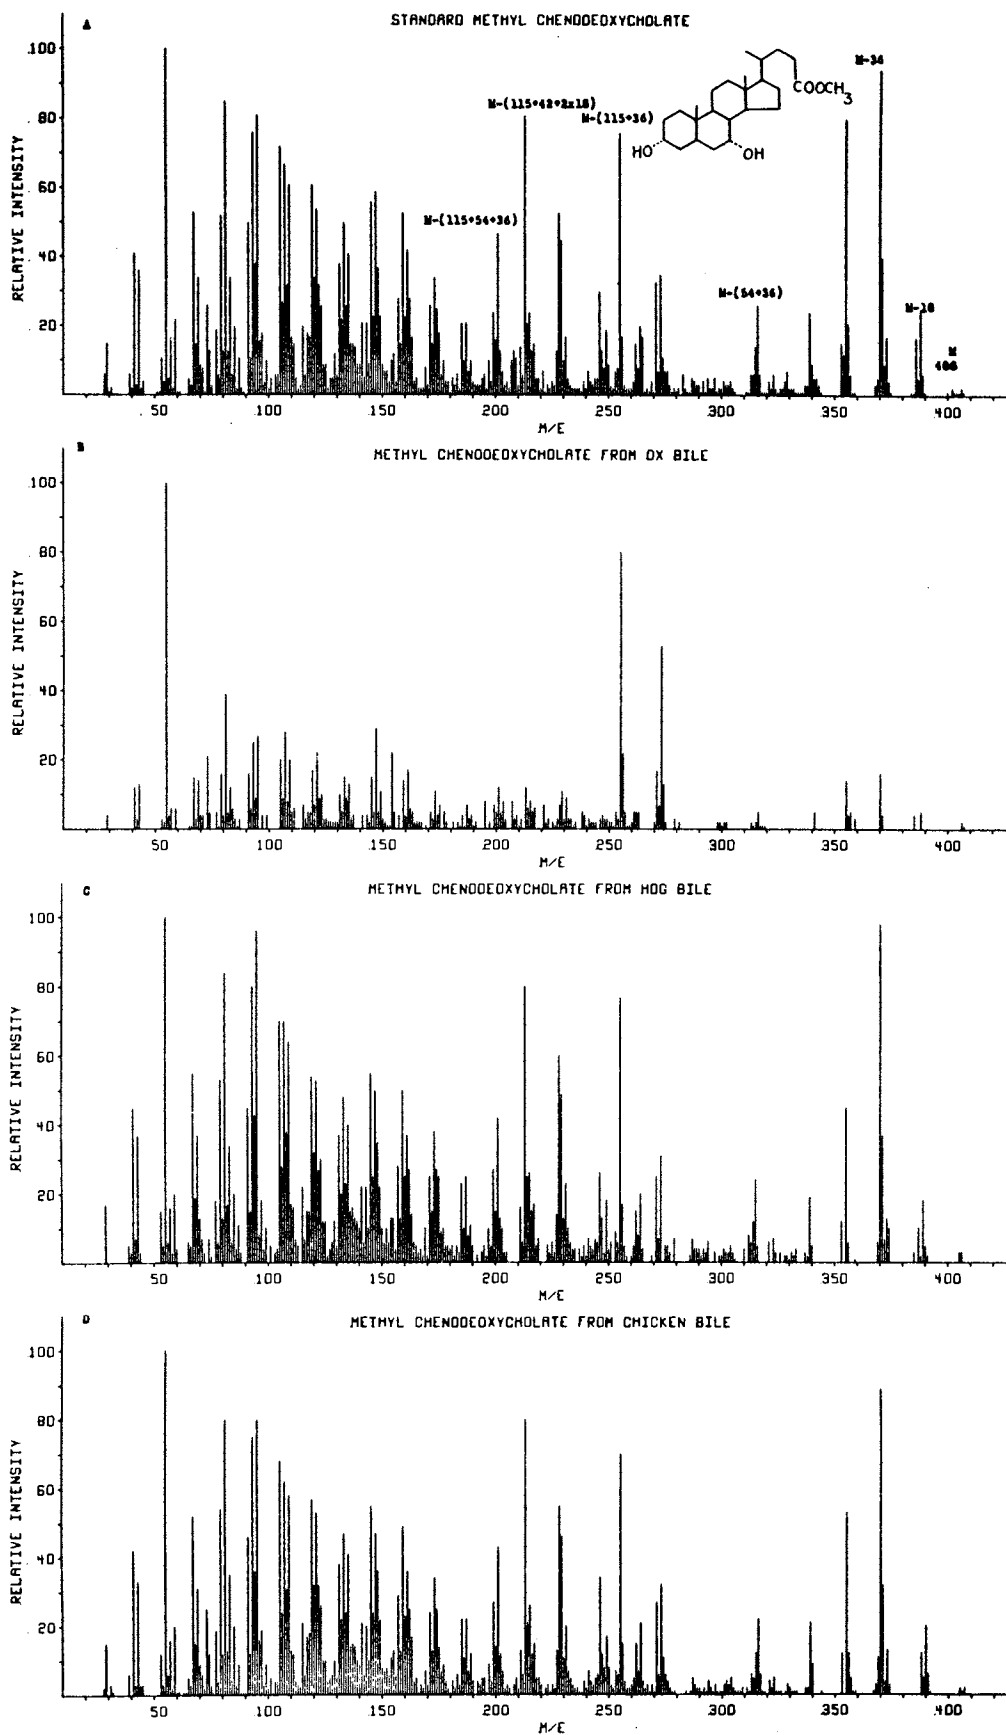 A
STANDARD METHYL CHENODEOXYCHOLATE
RELATIVE INTENSITY
100
80
60
40
20
M-(115+54+36)
M-(115+42+2x18)
M-(115+36)
HO
OH
COOCH3
M-(54+36)
M-36
M-18
M
406
50 100 150 200 250 300 350 400
M/E
B
METHYL CHENODEOXYCHOLATE FROM OX BILE
RELATIVE INTENSITY
100
80
60
40
20
50 100 150 200 250 300 350 400
M/E
C
METHYL CHENODEOXYCHOLATE FROM HOG BILE
RELATIVE INTENSITY
100
80
60
40
20
50 100 150 200 250 300 350 400
M/E
D
METHYL CHENODEOXYCHOLATE FROM CHICKEN BILE
RELATIVE INTENSITY
100
80
60
40
20
50 100 150 200 250 300 350 400
M/E